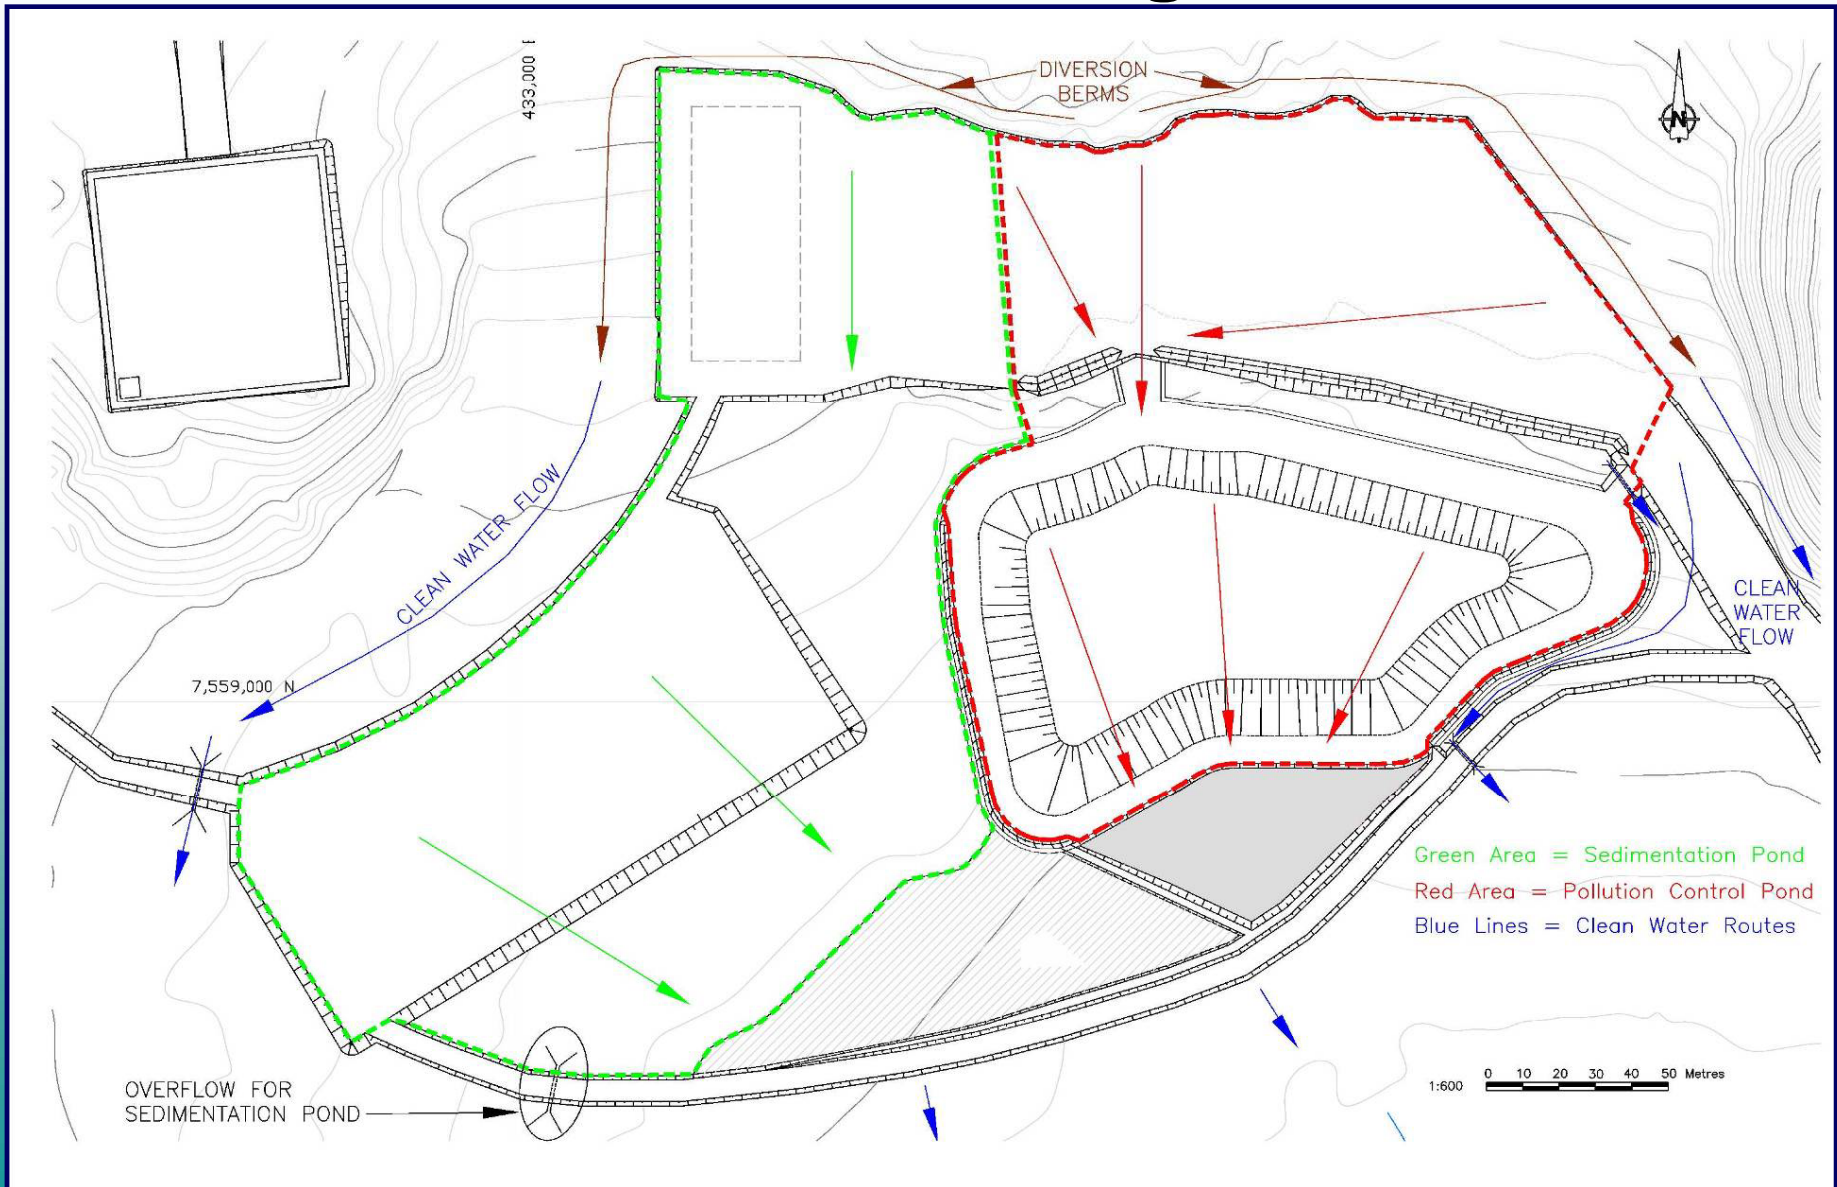 433,000 E
DIVERSION
BERMS
N
CLEAN WATER FLOW
7,559,000 N
CLEAN
WATER
FLOW
Green Area = Sedimentation Pond
Red Area = Pollution Control Pond
Blue Lines = Clean Water Routes
OVERFLOW FOR
SEDIMENTATION POND
1:600
0 10 20 30 40 50 Metres